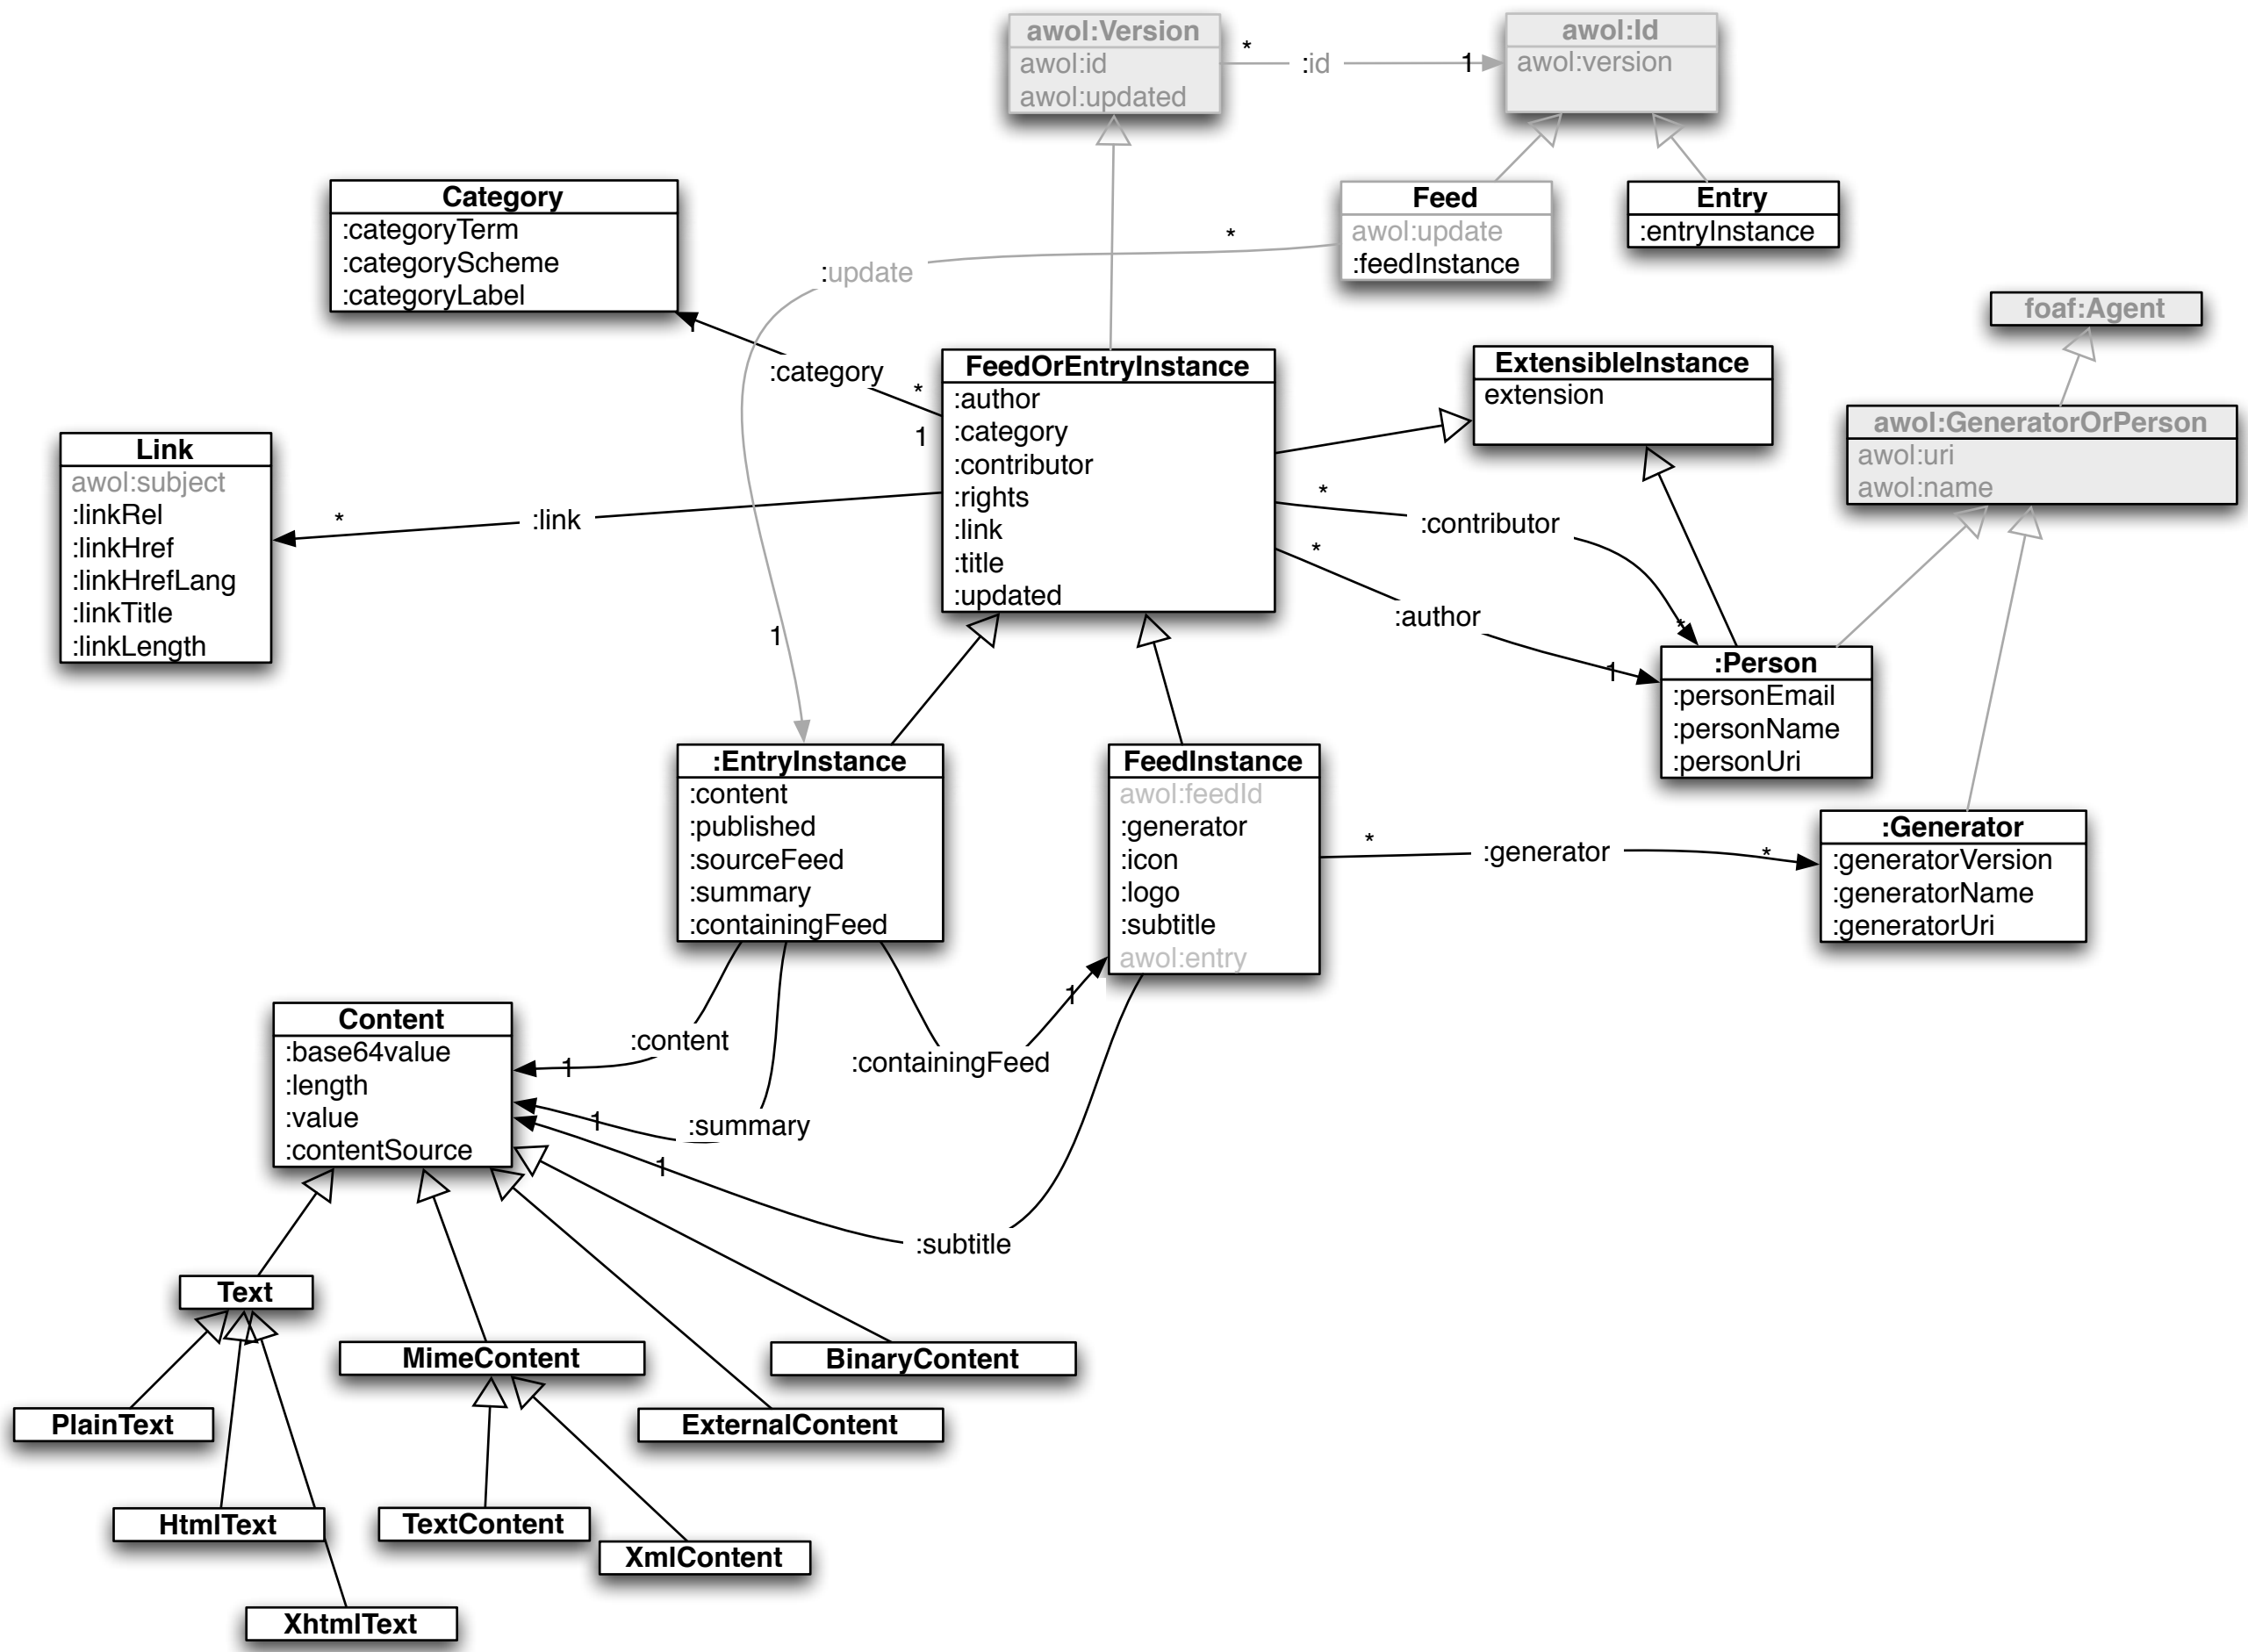 awol:Version
awol:id
awol:updated
*
:id
1
awol:Id
awol:version
Category
:categoryTerm
:categoryScheme
:categoryLabel
1
:category
*
:update
*
1
Feed
awol:update
:feedInstance
Entry
:entryInstance
foaf:Agent
FeedOrEntryInstance
:author
:category
:contributor
:rights
:link
:title
:updated
ExtensibleInstance
extension
awol:GeneratorOrPerson
awol:uri
awol:name
Link
awol:subject
:linkRel
:linkHref
:linkHrefLang
:linkTitle
:linkLength
*
:link
1
*
:contributor
*
*
:author
1
:Person
:personEmail
:personName
:personUri
:EntryInstance
:content
:published
:sourceFeed
:summary
:containingFeed
FeedInstance
awol:feedId
:generator
:icon
:logo
:subtitle
awol:entry
*
:generator
*
:Generator
:generatorVersion
:generatorName
:generatorUri
Content
:base64value
:length
:value
:contentSource
:content
1
:containingFeed
1
:summary
1
:subtitle
1
Text
MimeContent
BinaryContent
PlainText
ExternalContent
HtmlText
TextContent
XmlContent
XhtmlText